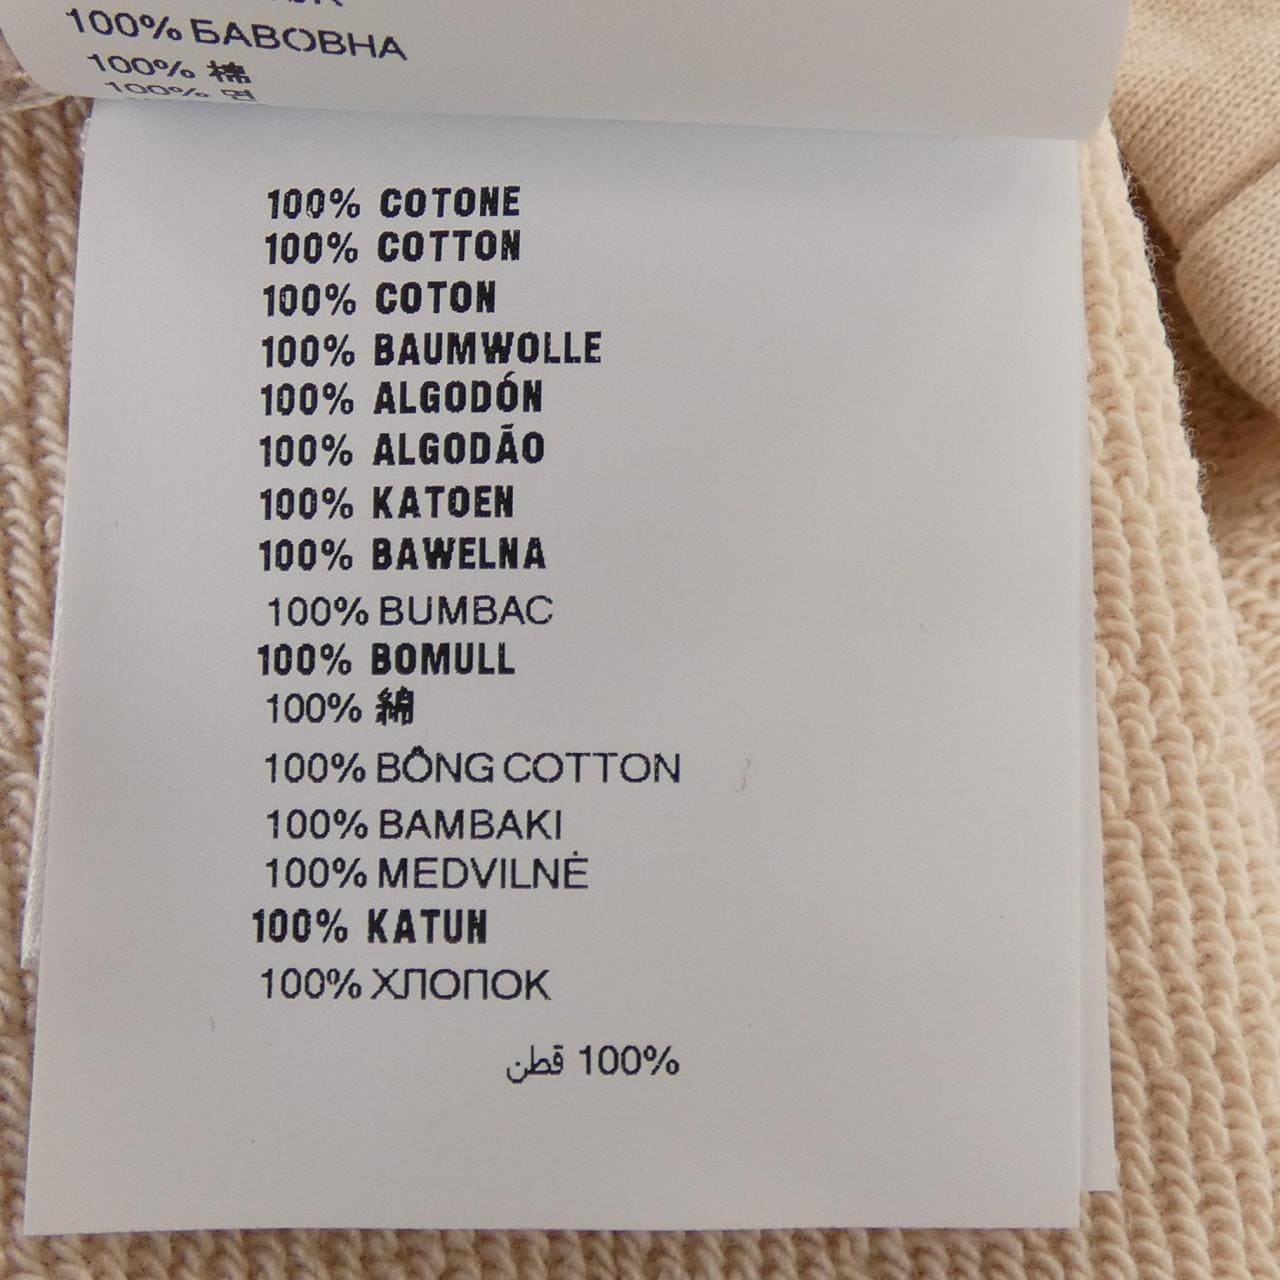 100% БАВОВНА
100% 棉
100% 면
100% COTONE
100% COTTON
100% COTON
100% BAUMWOLLE
100% ALGODÓN
100% ALGODÃO
100% KATOEN
100% BAWELNA
100% BUMBAC
100% BOMULL
100% 綿
100% BÔNG COTTON
100% BAMBAKI
100% MEDVILNĖ
100% KATUN
100% ХЛОПОК
100% قطن